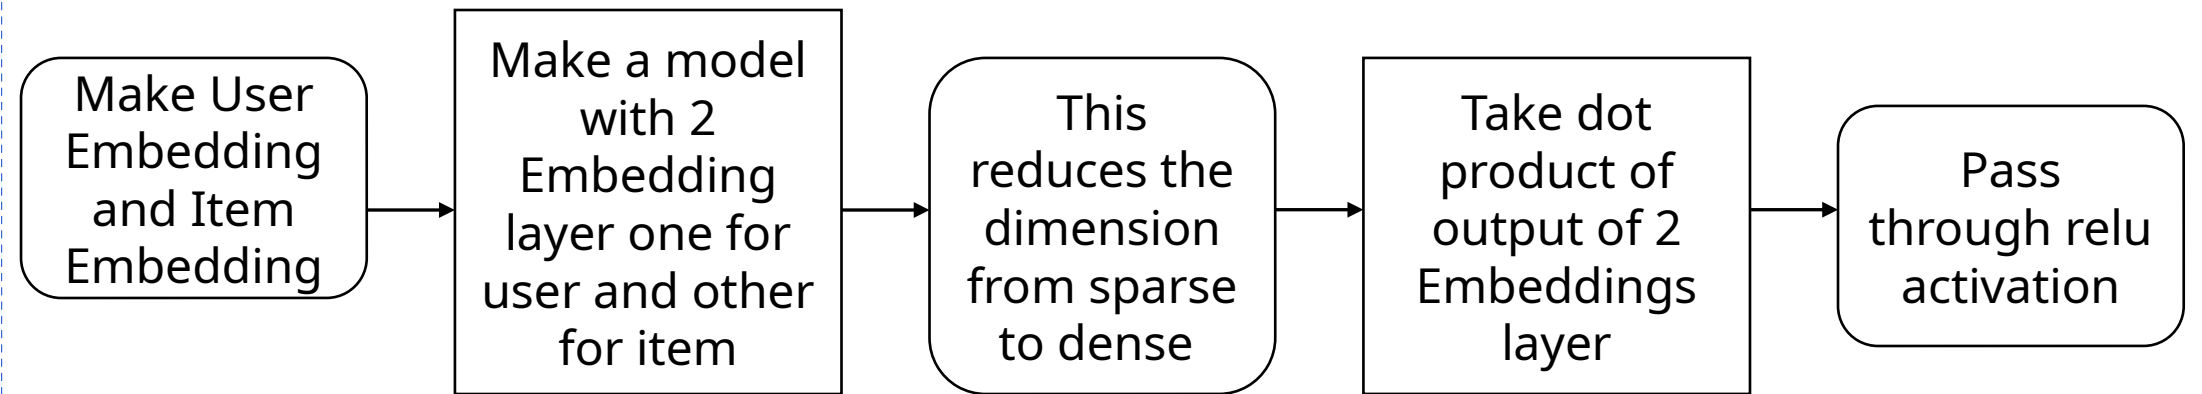 Make User
Embedding
and Item
Embedding
Make a model
with 2
Embedding
layer one for
user and other
for item
This
reduces the
dimension
from sparse
to dense
Take dot
product of
output of 2
Embeddings
layer
Pass
through relu
activation